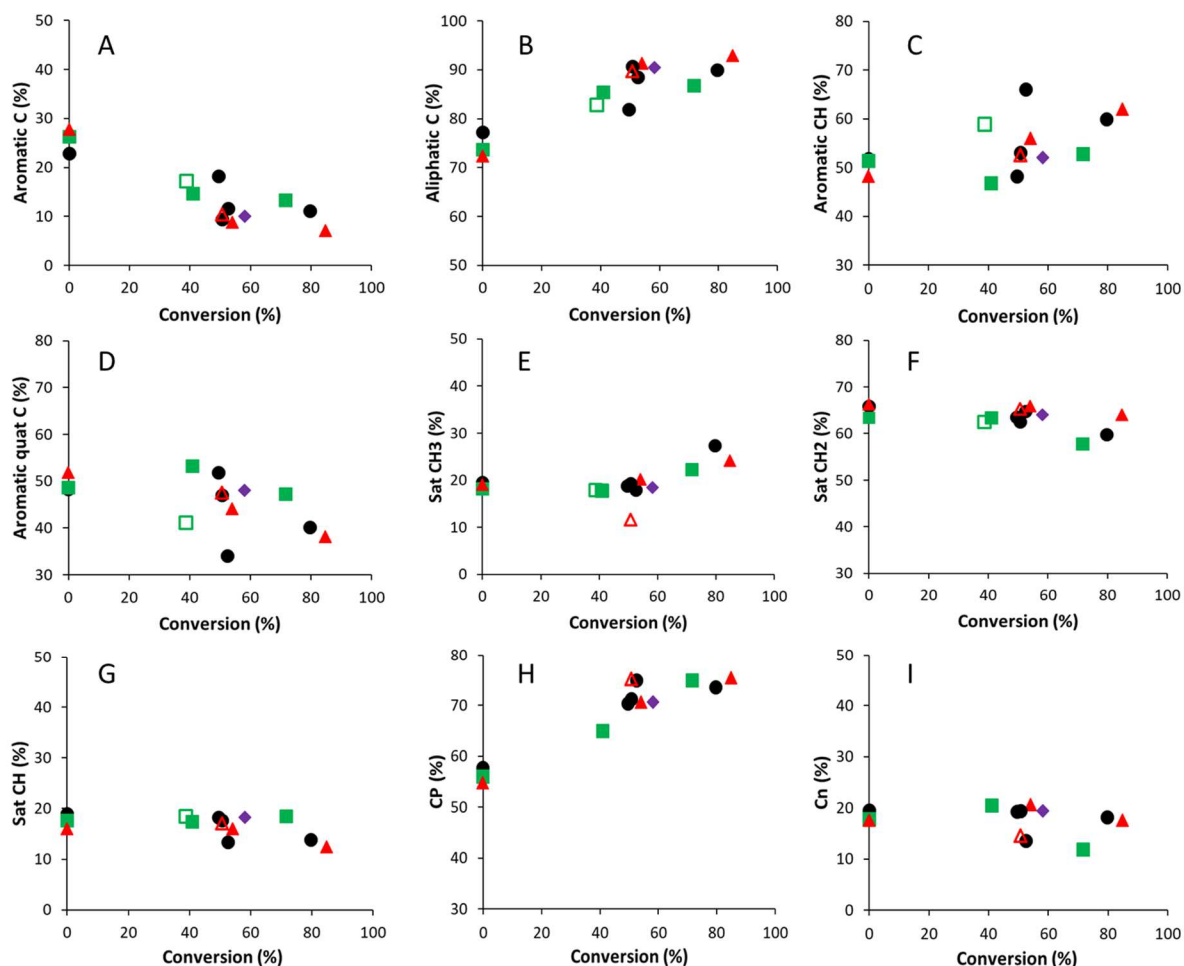 A
Aromatic C (%)
50
40
30
20
10
0
0 20 40 60 80 100
Conversion (%)
B
Aliphatic C (%)
100
90
80
70
60
50
0 20 40 60 80 100
Conversion (%)
C
Aromatic CH (%)
80
70
60
50
40
30
0 20 40 60 80 100
Conversion (%)
D
Aromatic quat C (%)
80
70
60
50
40
30
0 20 40 60 80 100
Conversion (%)
E
Sat CH3 (%)
50
40
30
20
10
0
0 20 40 60 80 100
Conversion (%)
F
Sat CH2 (%)
80
70
60
50
40
30
0 20 40 60 80 100
Conversion (%)
G
Sat CH (%)
50
40
30
20
10
0
0 20 40 60 80 100
Conversion (%)
H
CP (%)
80
70
60
50
40
30
0 20 40 60 80 100
Conversion (%)
I
Cn (%)
50
40
30
20
10
0
0 20 40 60 80 100
Conversion (%)